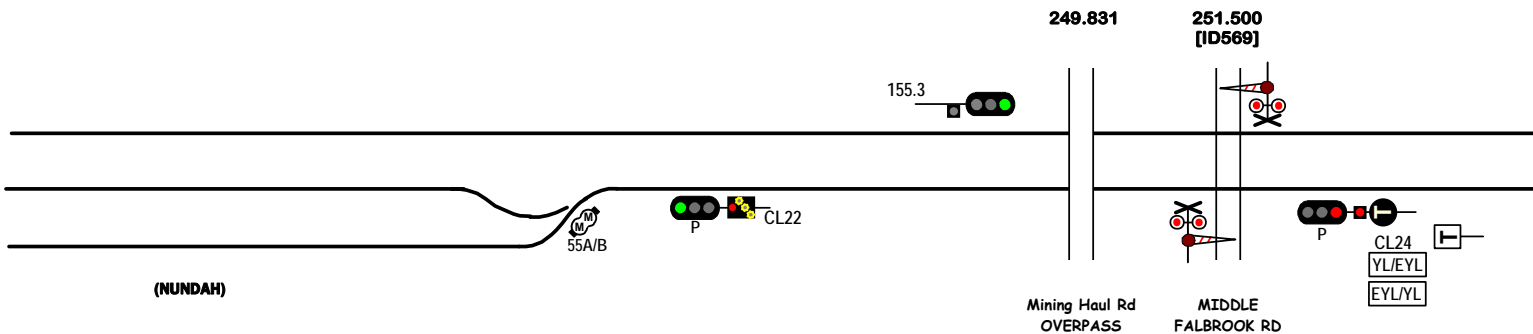 249.831
251.500
[ID569]
155.3
P
CL22
M
M
55A/B
P
T
CL24
T
YL/EYL
EYL/YL
(NUNDAH)
Mining Haul Rd
OVERPASS
MIDDLE
FALBROOK RD